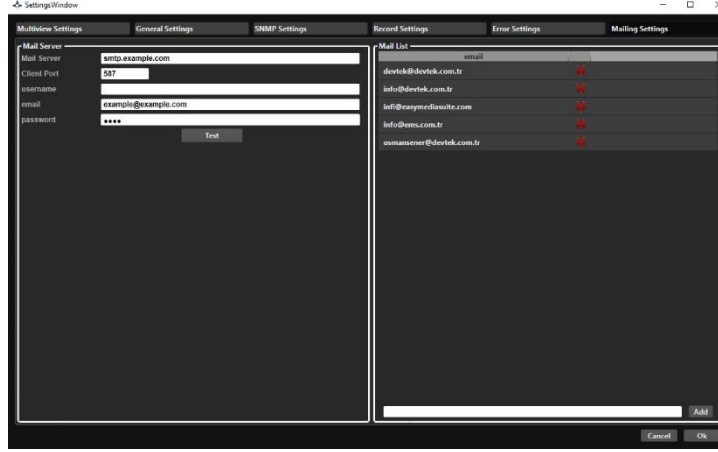 SettingsWindow
Multiview Settings General Settings SNMP Settings Record Settings Error Settings Mailing Settings
Mail Server
Mail Server smtp.example.com
Client Port 587
username
email example@example.com
password ••••
Test
Mail List
email
devtek@devtek.com.tr
info@devtek.com.tr
infi@easymediasuite.com
info@ems.com.tr
osmansener@devtek.com.tr
Add
Cancel Ok